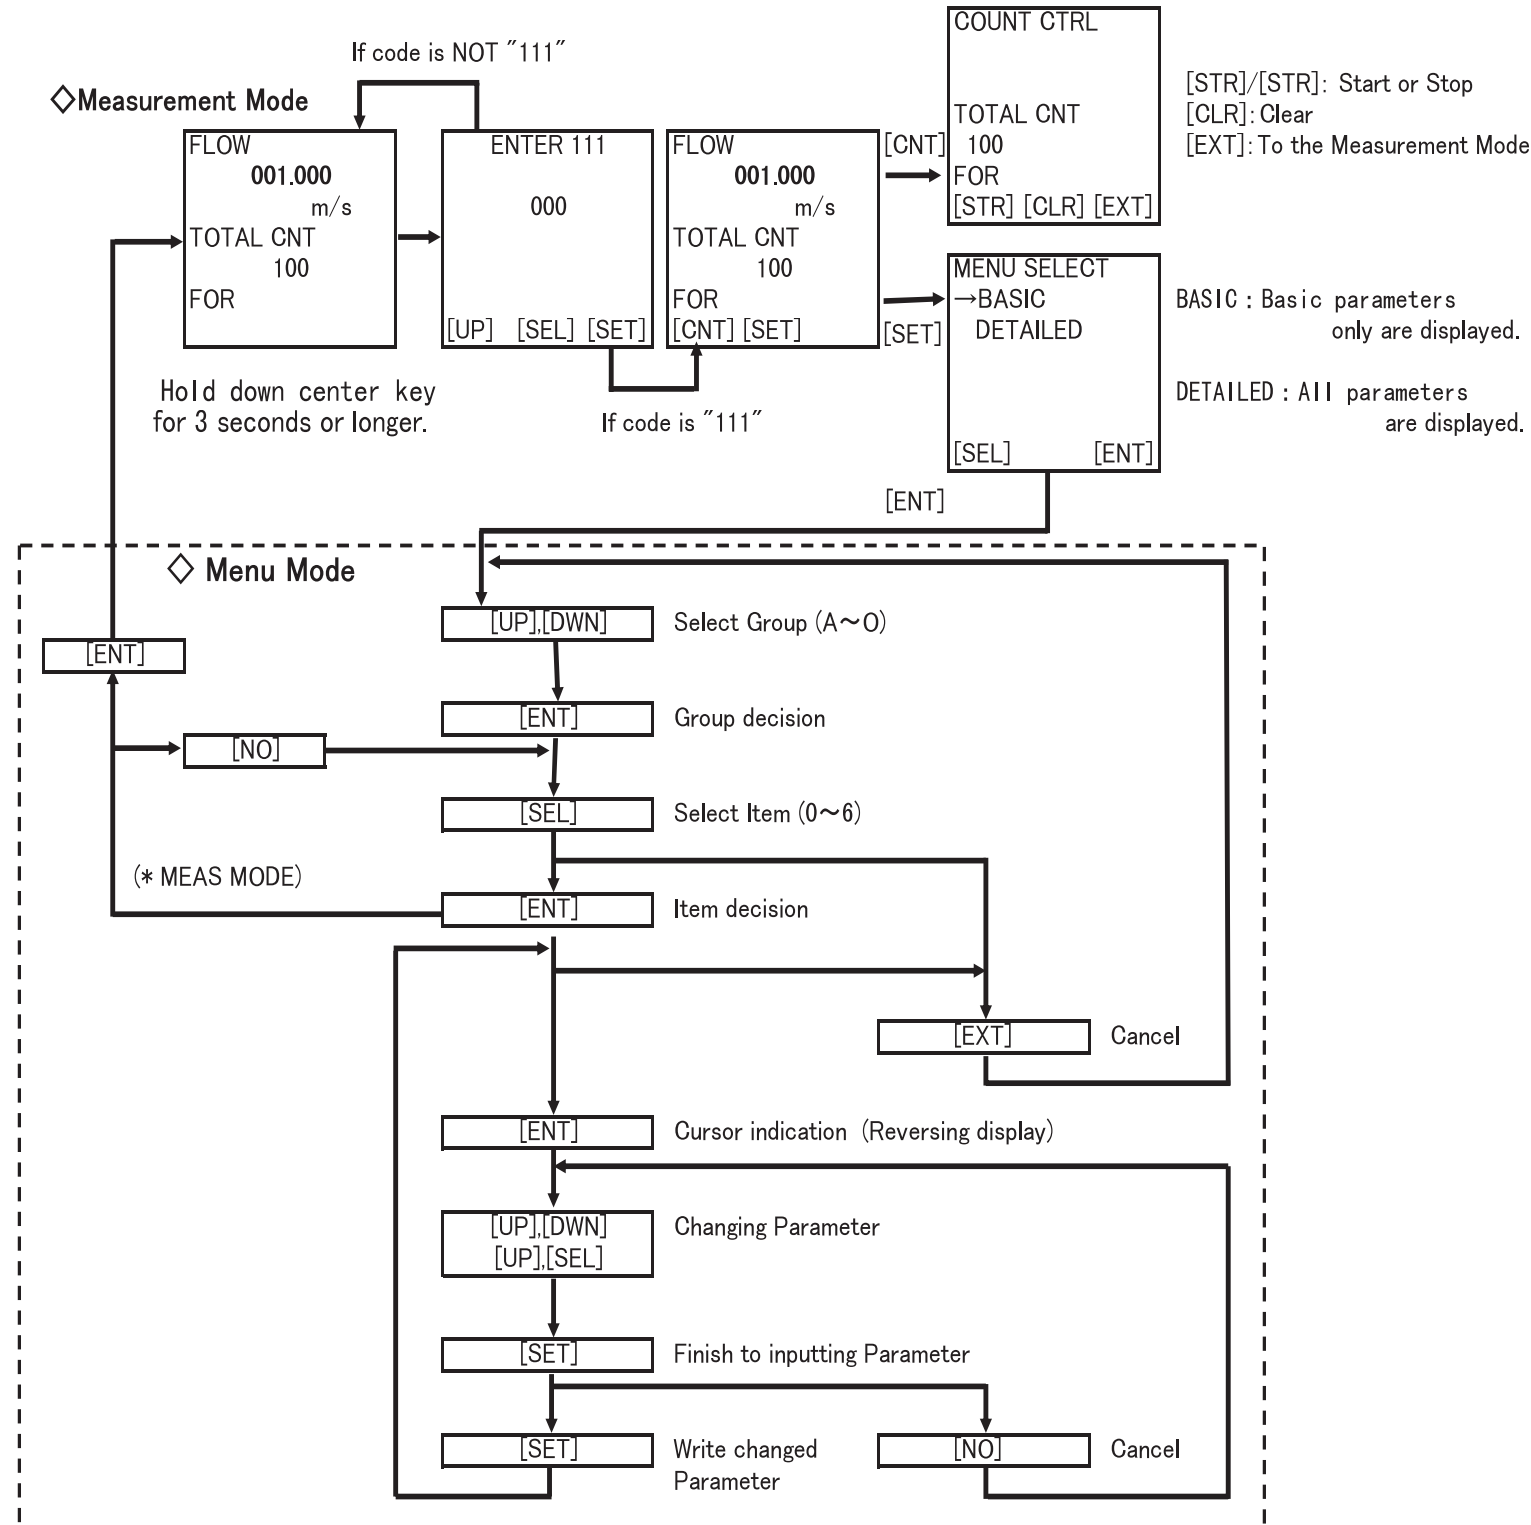 If code is NOT "111"
◇Measurement Mode
FLOW
001.000
m/s
TOTAL CNT
100
FOR
Hold down center key
for 3 seconds or longer.
ENTER 111
000
[UP] [SEL] [SET]
If code is "111"
FLOW
001.000
m/s
TOTAL CNT
100
FOR
[CNT] [SET]
[CNT]
[SET]
COUNT CTRL
TOTAL CNT
100
FOR
[STR] [CLR] [EXT]
[STR]/[STR]: Start or Stop
[CLR]: Clear
[EXT]: To the Measurement Mode
MENU SELECT
→BASIC
DETAILED
[SEL] [ENT]
BASIC : Basic parameters
only are displayed.
DETAILED : All parameters
are displayed.
[ENT]
◇ Menu Mode
[UP],[DWN] Select Group (A~O)
[ENT]
[ENT] Group decision
[NO]
[SEL] Select Item (0~6)
(* MEAS MODE)
[ENT] Item decision
[EXT] Cancel
[ENT] Cursor indication (Reversing display)
[UP],[DWN] Changing Parameter
[UP],[SEL]
[SET] Finish to inputting Parameter
[SET] Write changed
Parameter
[NO] Cancel